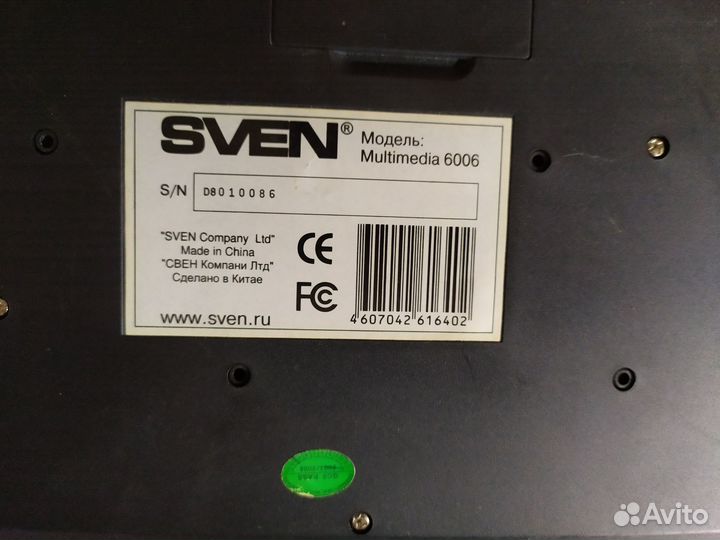 SVEN®
Модель:
Multimedia 6006
S/N D8010086
"SVEN Company Ltd"
Made in China
"СВЕН Компани Лтд"
Сделано в Китае
CE
FC
www.sven.ru
4 607042 616402
Avito